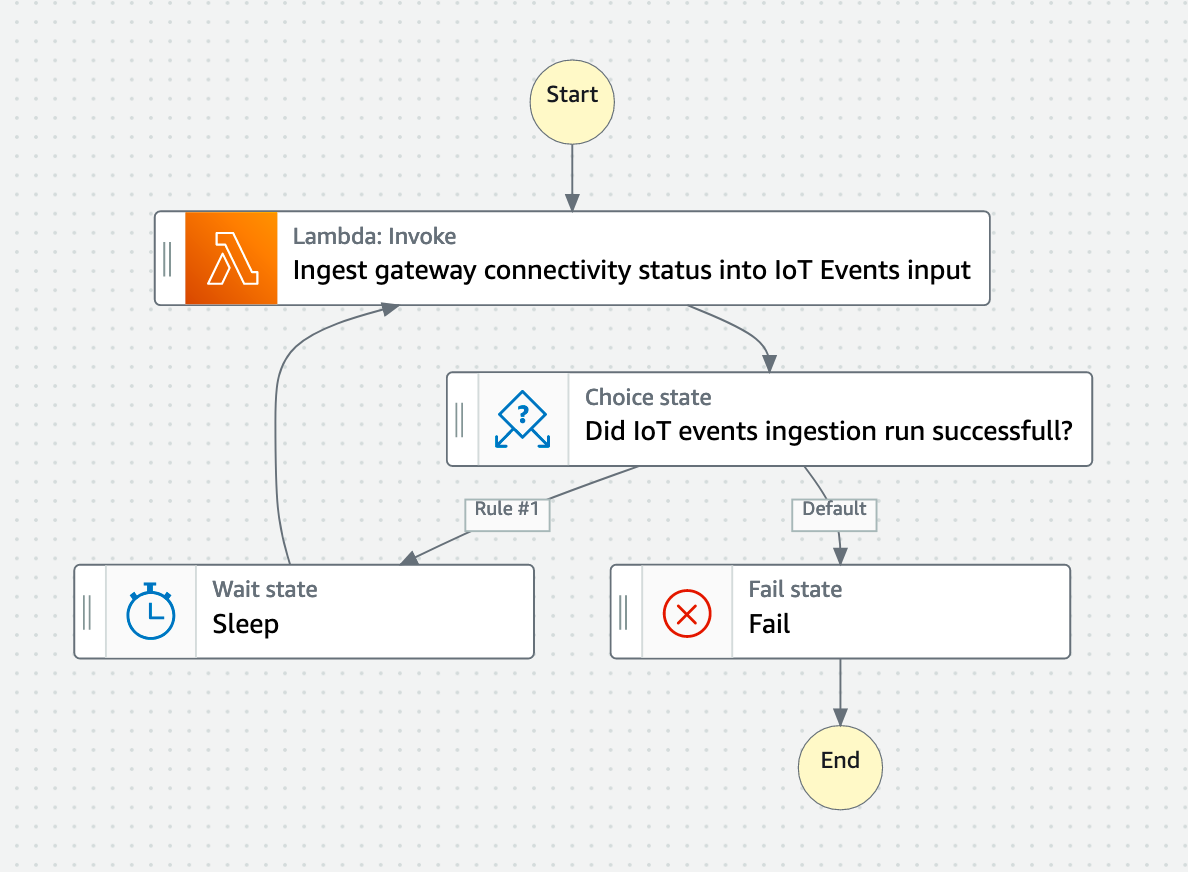 Start
Lambda: Invoke
Ingest gateway connectivity status into IoT Events input
Choice state
?
Did IoT events ingestion run successfull?
Rule #1
Default
Wait state
Sleep
Fail state
Fail
End